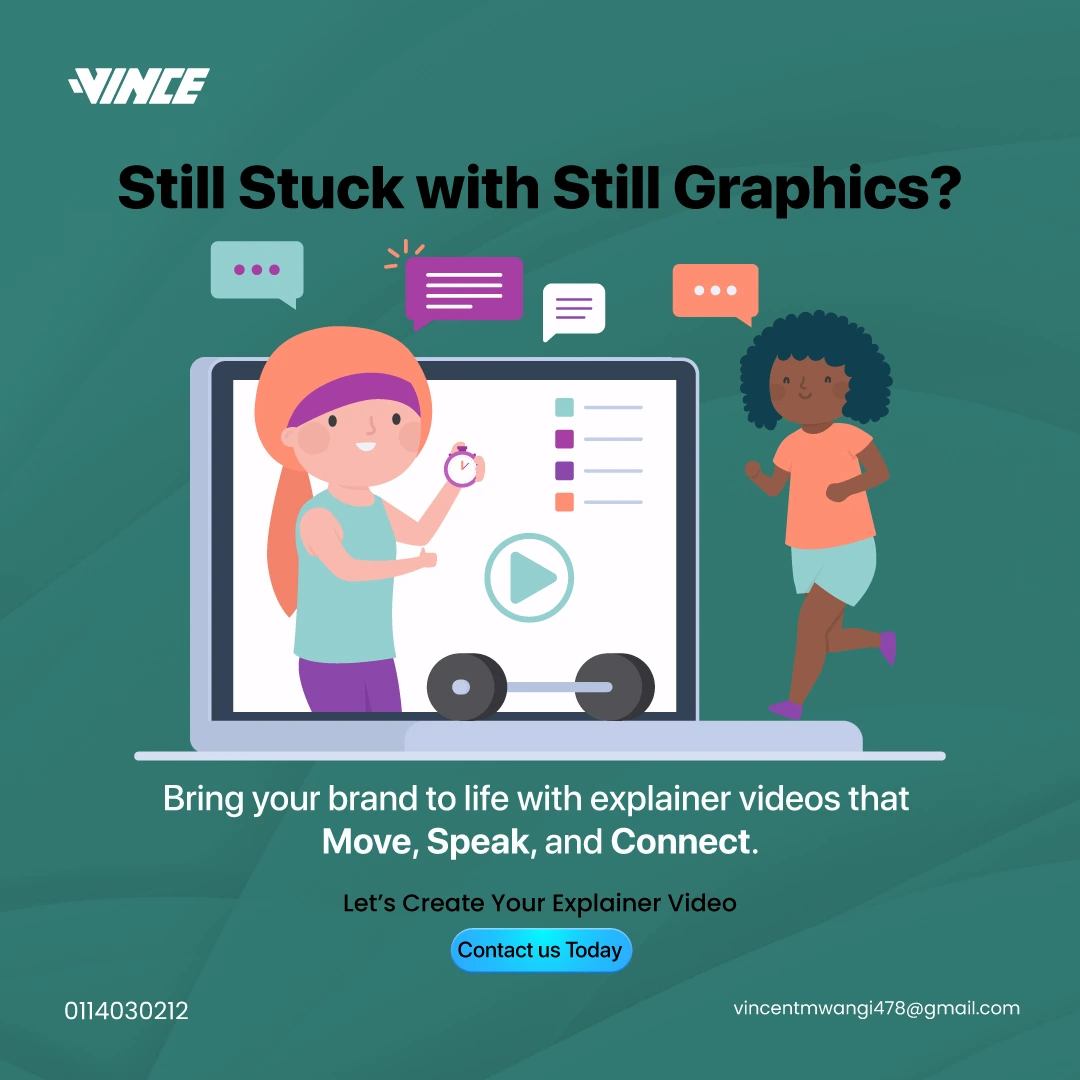 VINCE
Still Stuck with Still Graphics?
Bring your brand to life with explainer videos that
Move, Speak, and Connect.
Let’s Create Your Explainer Video
Contact us Today
0114030212
vincentmwangi478@gmail.com